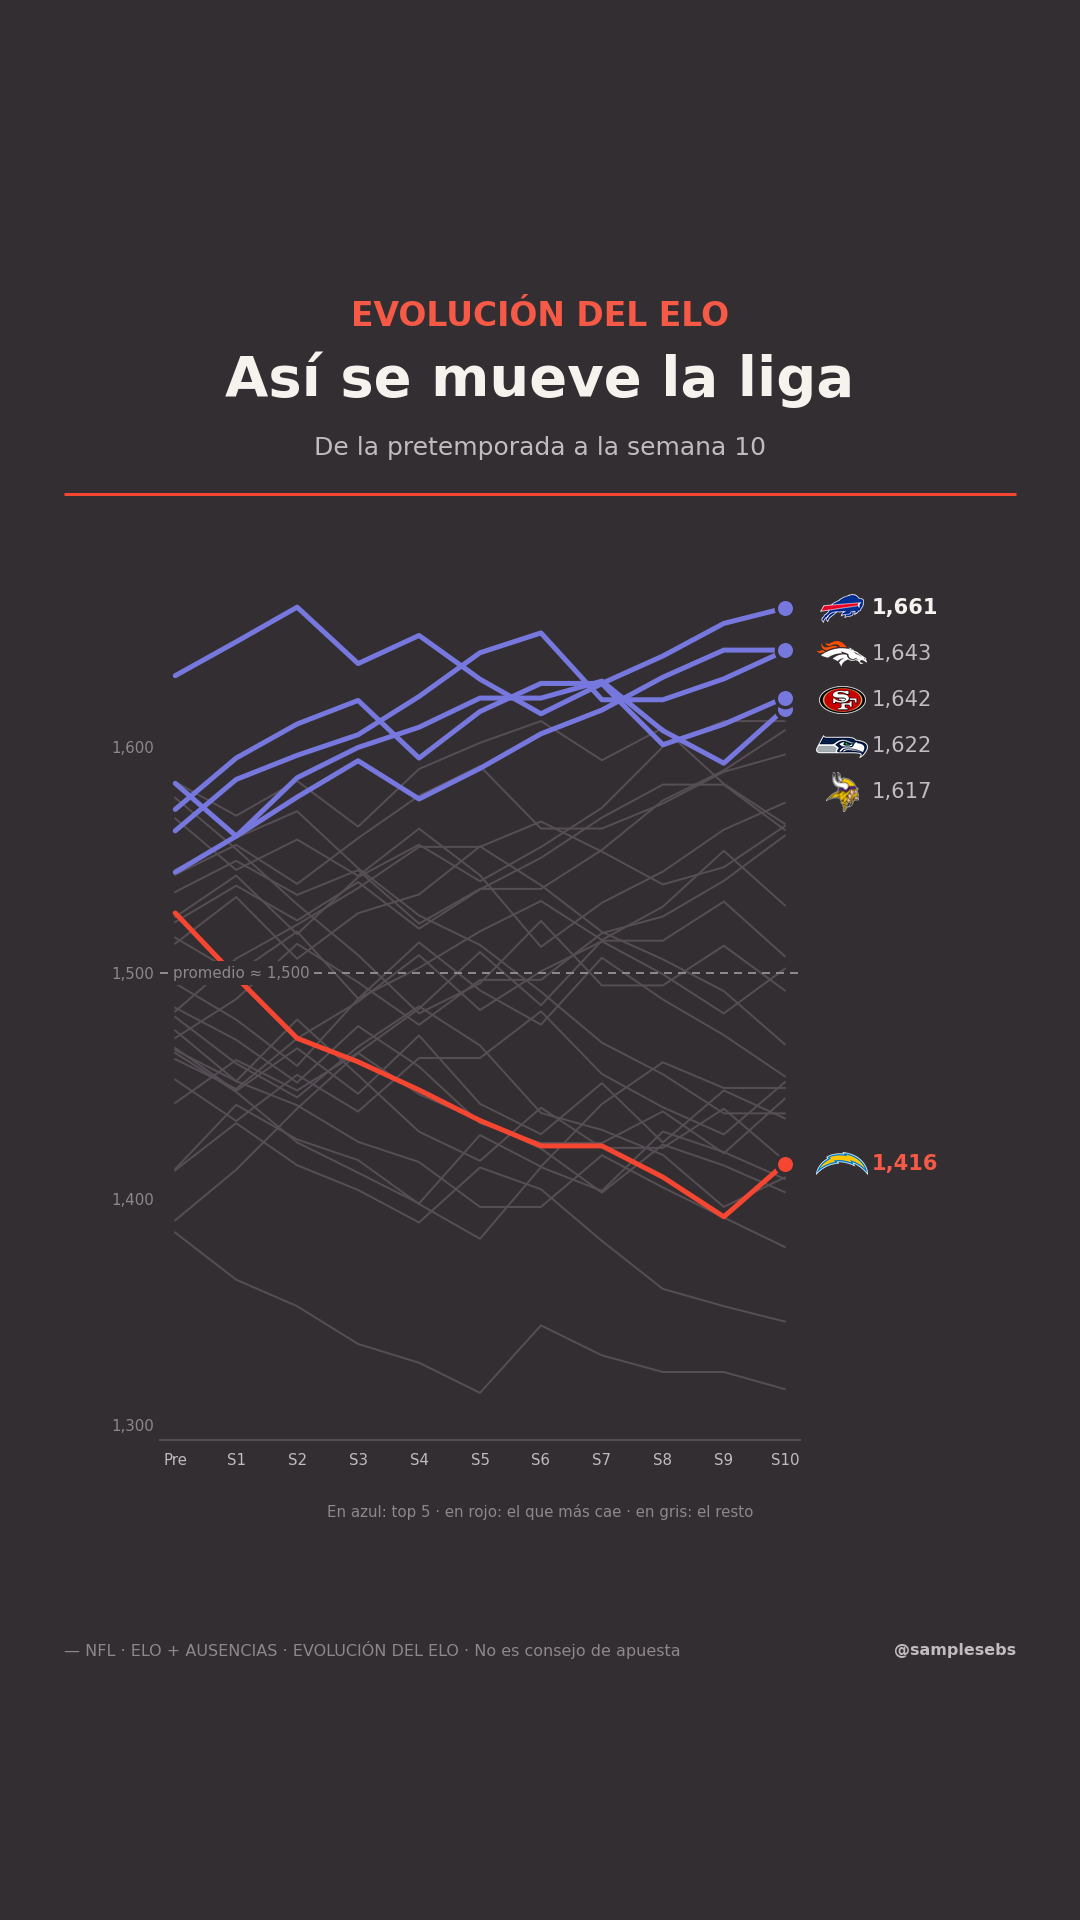 EVOLUCIÓN DEL ELO
Así se mueve la liga
De la pretemporada a la semana 10
1,661
1,643
1,642
1,622
1,617
1,600
1,500
promedio ≈ 1,500
1,416
1,400
1,300
Pre S1 S2 S3 S4 S5 S6 S7 S8 S9 S10
En azul: top 5 · en rojo: el que más cae · en gris: el resto
— NFL · ELO + AUSENCIAS · EVOLUCIÓN DEL ELO · No es consejo de apuesta
@samplesebs